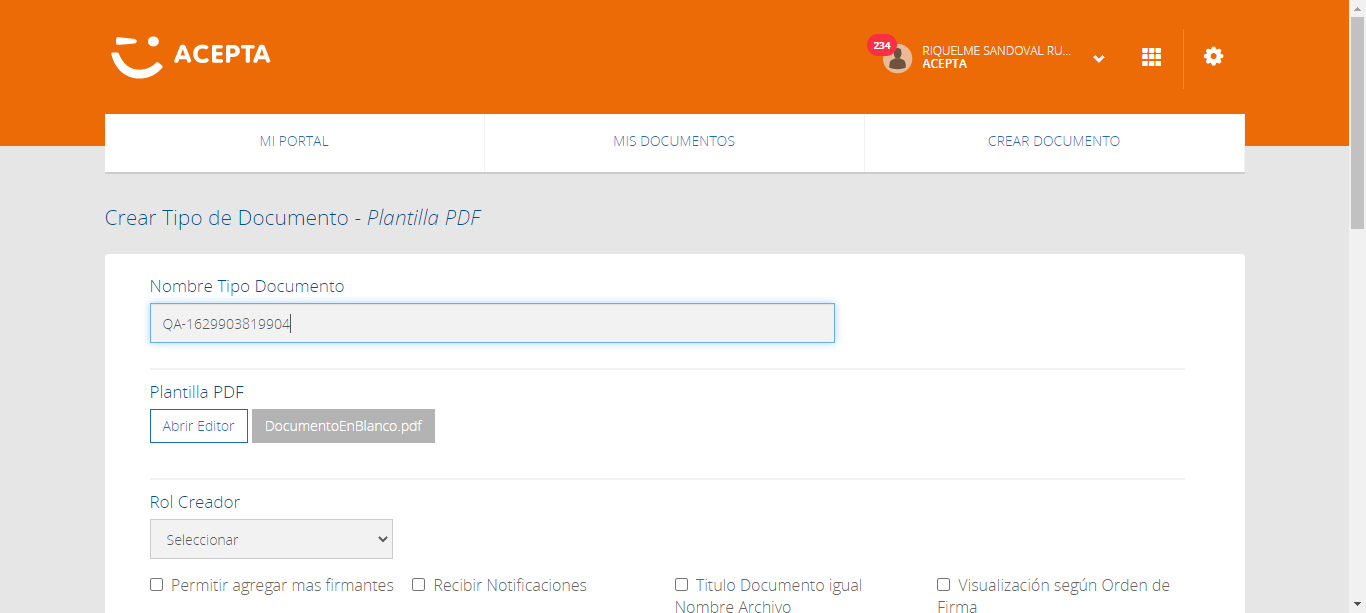 ACEPTA
234
RIQUELME SANDOVAL RU...
ACEPTA
MI PORTAL
MIS DOCUMENTOS
CREAR DOCUMENTO
Crear Tipo de Documento - Plantilla PDF
Nombre Tipo Documento
QA-1629903819904
Plantilla PDF
Abrir Editor
DocumentoEnBlanco.pdf
Rol Creador
Seleccionar
Permitir agregar mas firmantes
Recibir Notificaciones
Titulo Documento igual
Nombre Archivo
Visualización según Orden de
Firma